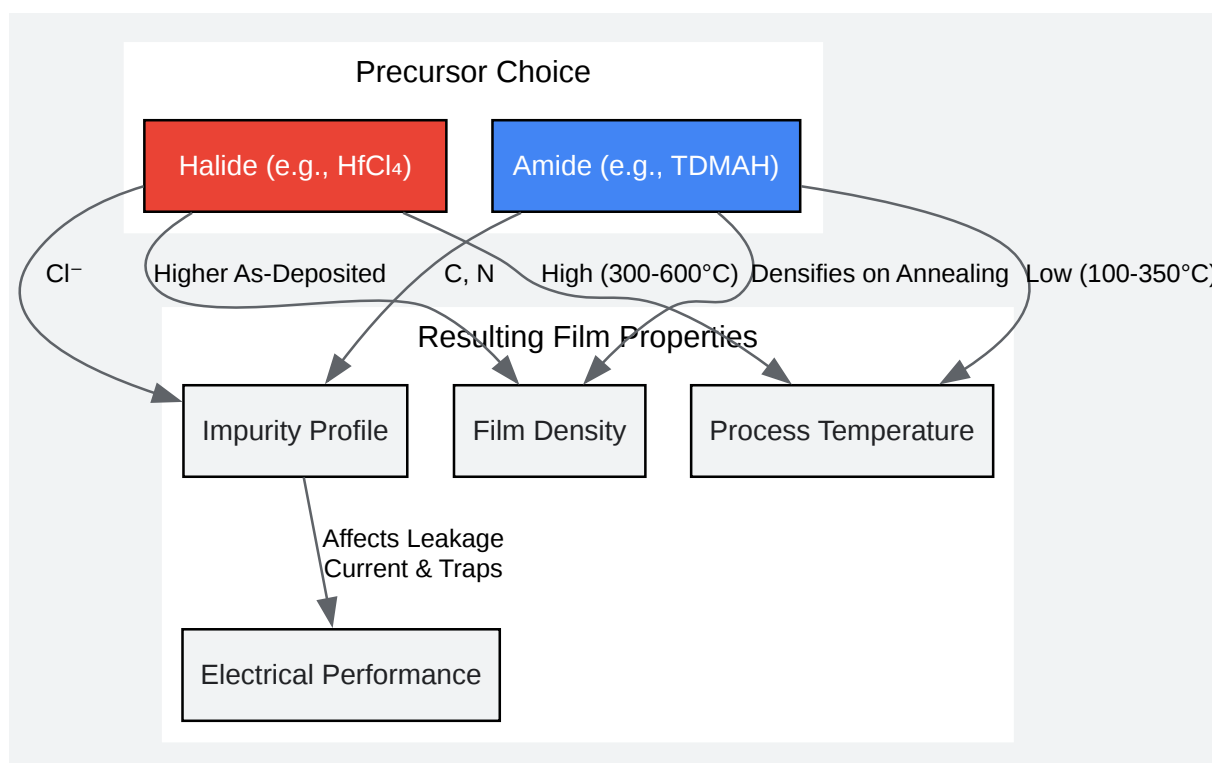 Precursor Choice
Halide (e.g., HfCl₄)
Amide (e.g., TDMAH)
Cl⁻
Higher As-Deposited
C, N
High (300-600°C)
Densifies on Annealing
Low (100-350°C)
Resulting Film Properties
Impurity Profile
Film Density
Process Temperature
Affects Leakage
Current & Traps
Electrical Performance